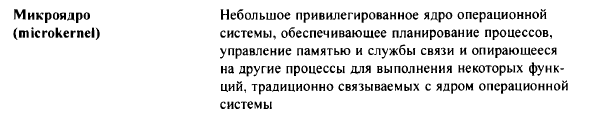 Микроядро
(microkernel)
Небольшое привилегированное ядро операционной
системы, обеспечивающее планирование процессов,
управление памятью и службы связи и опирающееся
на другие процессы для выполнения некоторых функ-
ций, традиционно связываемых с ядром операционной
системы